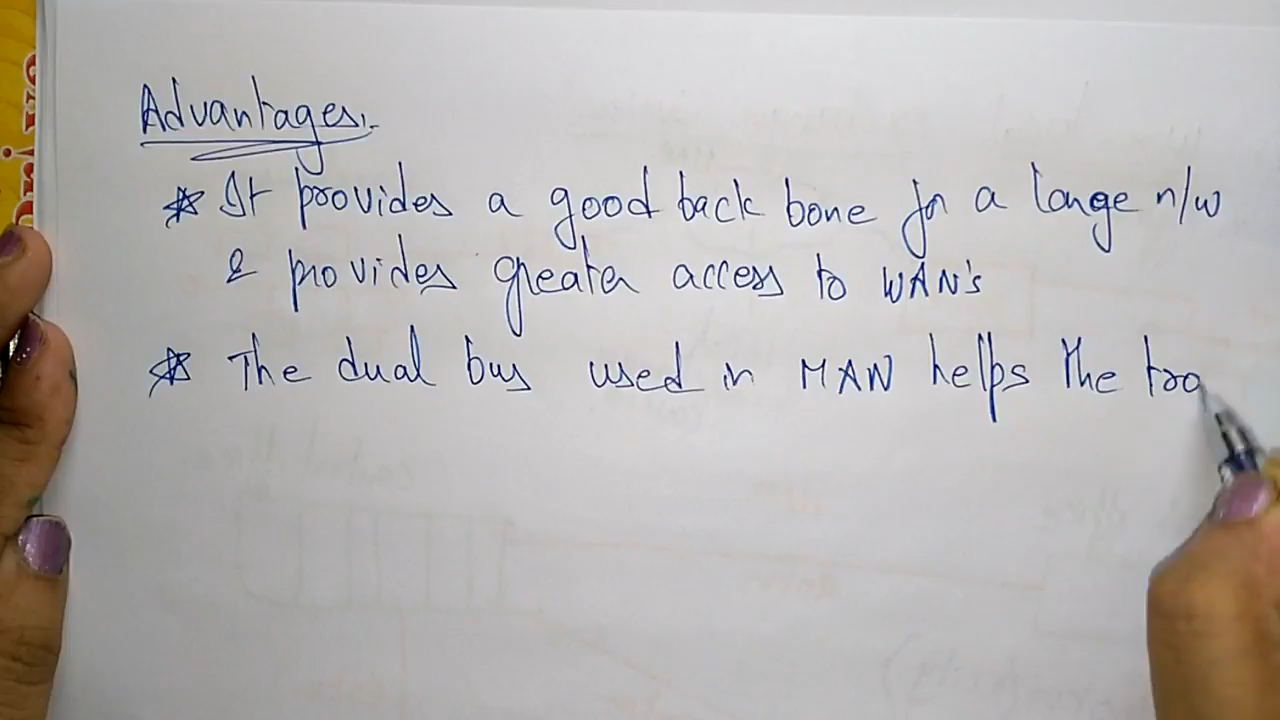 Advantages:-
* It provides a good back bone for a large n/w
& provides greater access to WAN's
* The dual bus used in MAN helps the tra